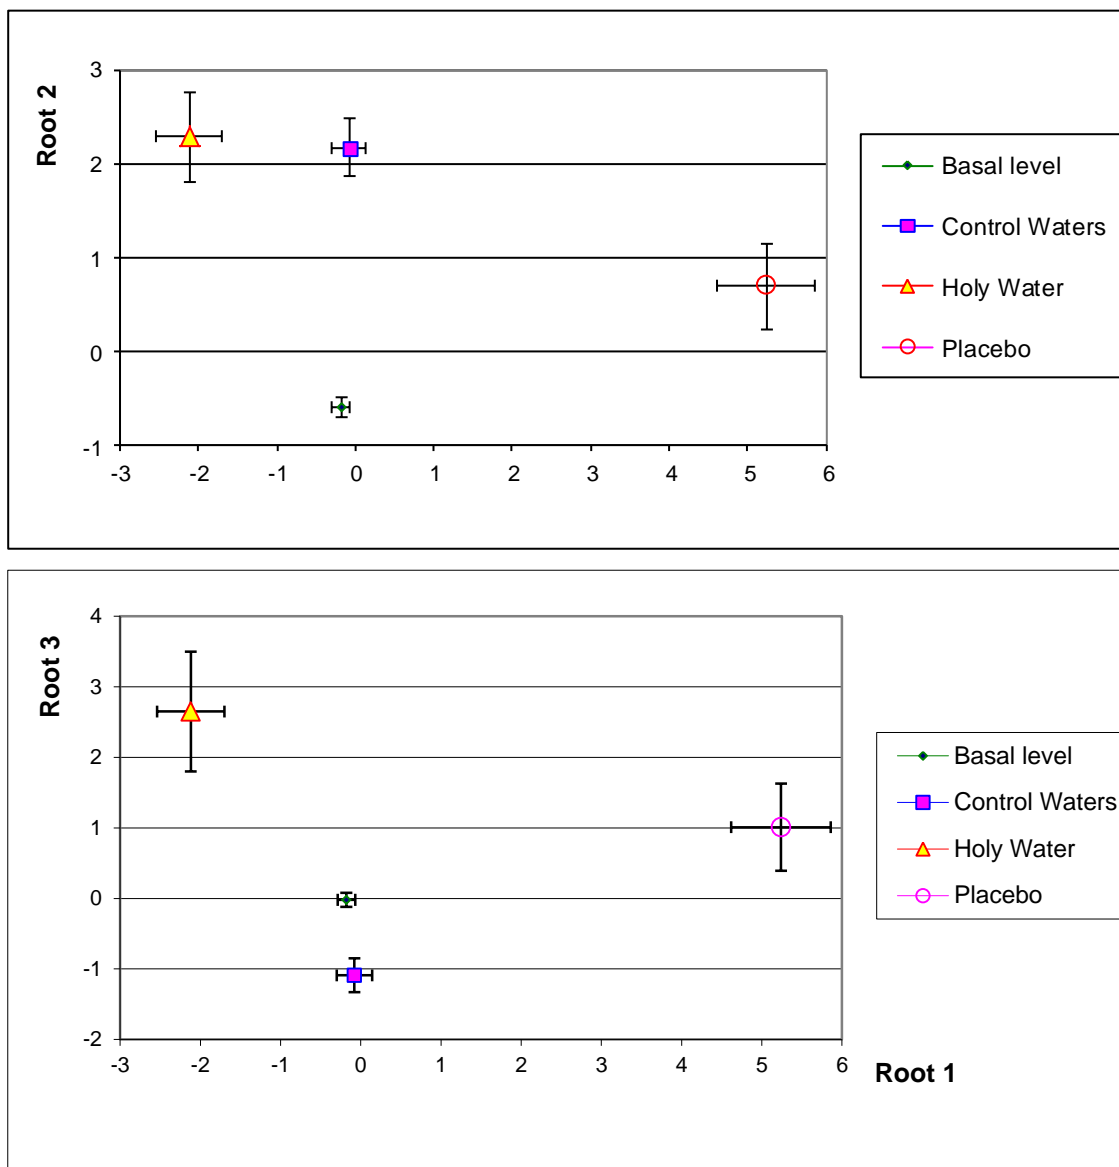 Root 2
3
2
1
0
-1
-3 -2 -1 0 1 2 3 4 5 6
Basal level
Control Waters
Holy Water
Placebo
Root 3
4
3
2
1
0
-1
-2
-3 -2 -1 0 1 2 3 4 5 6
Root 1
Basal level
Control Waters
Holy Water
Placebo